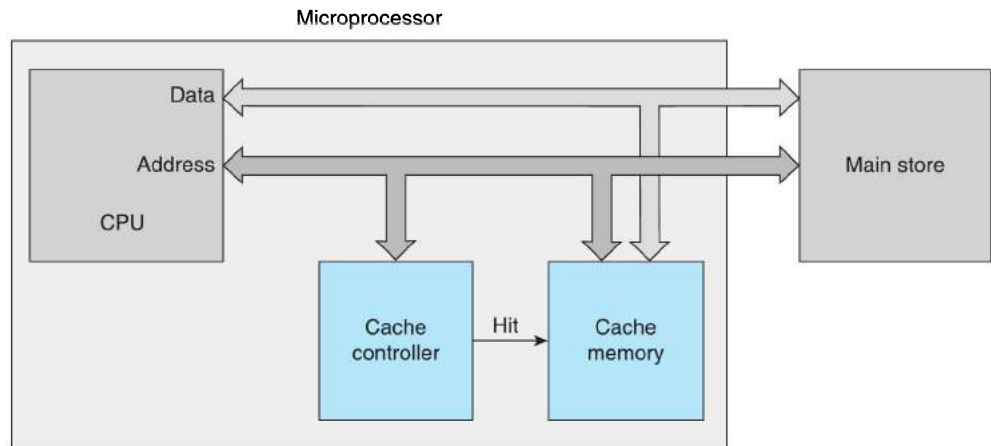 Microprocessor
Data
Address
CPU
Main store
Cache
controller
Hit
Cache
memory